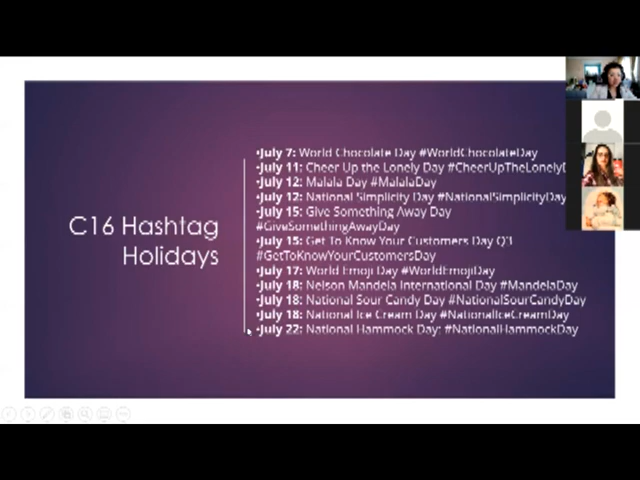 C16 Hashtag
Holidays
•July 7: World Chocolate Day #WorldChocolateDay
•July 11: Cheer Up the Lonely Day #CheerUpTheLonely
•July 12: Malala Day #MalalaDay
•July 12: National Simplicity Day #NationalSimplicityDay
•July 15: Give Something Away Day
#GiveSomethingAwayDay
•July 15: Get To Know Your Customers Day Q3
#GetToKnowYourCustomersDay
•July 17: World Emoji Day #WorldEmojiDay
•July 18: Nelson Mandela International Day #MandelaDay
•July 18: National Sour Candy Day #NationalSourCandyDay
•July 18: National Ice Cream Day #NationalIceCreamDay
•July 22: National Hammock Day: #NationalHammockDay